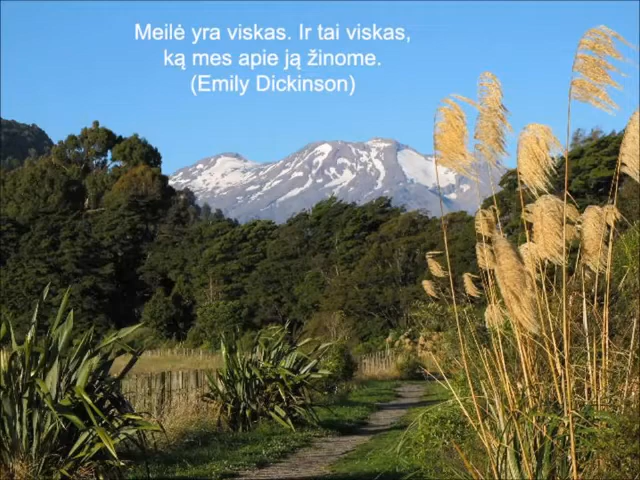 Meilė yra viskas. Ir tai viskas,
ką mes apie ją žinome.
(Emily Dickinson)